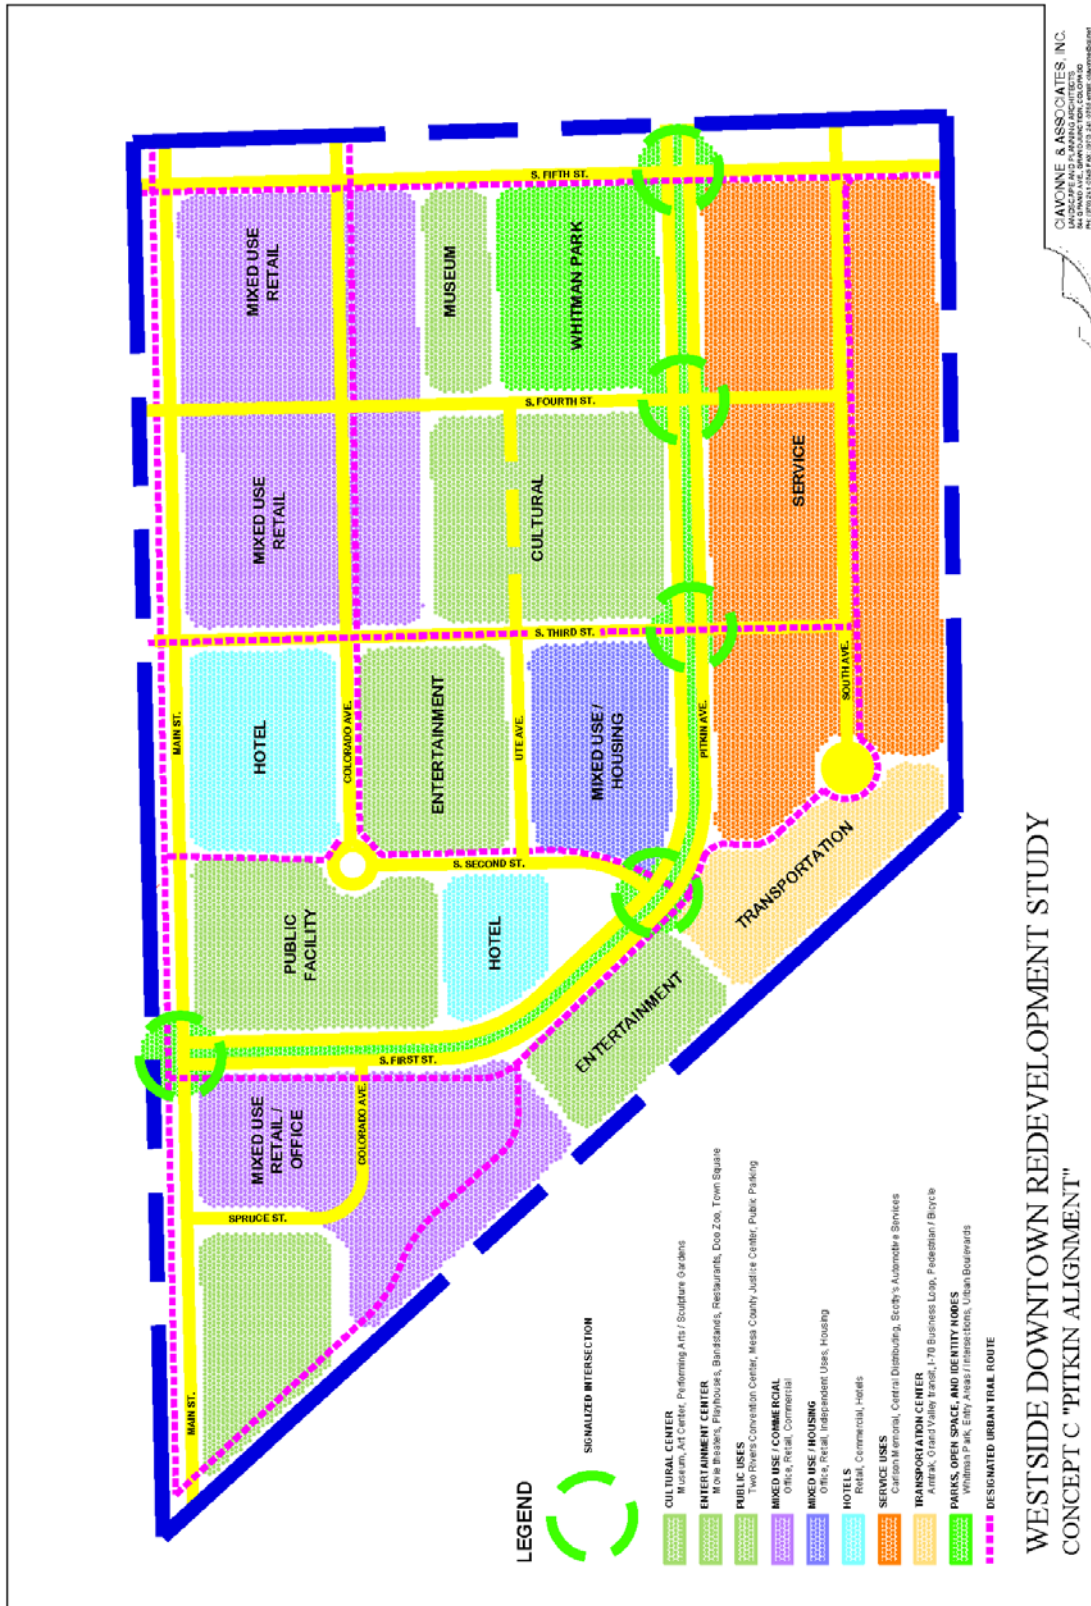 S. FIFTH ST.
MIXED USE
RETAIL
MUSEUM
WHITMAN PARK
S. FOURTH ST.
MIXED USE
RETAIL
CULTURAL
SERVICE
S. THIRD ST.
MAIN ST.
HOTEL
COLORADO AVE.
ENTERTAINMENT
UTE AVE.
MIXED USE /
HOUSING
PITKIN AVE.
SOUTH AVE.
S. SECOND ST.
PUBLIC
FACILITY
HOTEL
TRANSPORTATION
ENTERTAINMENT
S. FIRST ST.
MIXED USE
RETAIL /
OFFICE
COLORADO AVE.
SPRUCE ST.
MAIN ST.
LEGEND
SIGNALIZED INTERSECTION
CULTURAL CENTER
Museum, Art Center, Performing Arts / Sculpture Gardens
ENTERTAINMENT CENTER
Movie theaters, Playhouses, Bandstands, Restaurants, Doo Zoo, Town Square
PUBLIC USES
Two Rivers Convention Center, Mesa County Justice Center, Public Parking
MIXED USE / COMMERCIAL
Office, Retail, Commercial
MIXED USE / HOUSING
Office, Retail, Independent Uses, Housing
HOTELS
Retail, Commercial, Hotels
SERVICE USES
Carlson Memorial, Central Distributing, Scotty's Automotive Services
TRANSPORTATION CENTER
Amtrak, Grand Valley transit, I-70 Business Loop, Pedestrian / Bicycle
PARKS, OPEN SPACE, AND IDENTITY NODES
Whitman Park, Entry Areas / Intersections, Urban Boulevards
DESIGNATED URBAN TRAIL ROUTE
WESTSIDE DOWNTOWN REDEVELOPMENT STUDY
CONCEPT C "PITKIN ALIGNMENT"
CIAVONNE & ASSOCIATES, INC.
LANDSCAPE AND PLANNING ARCHITECTS